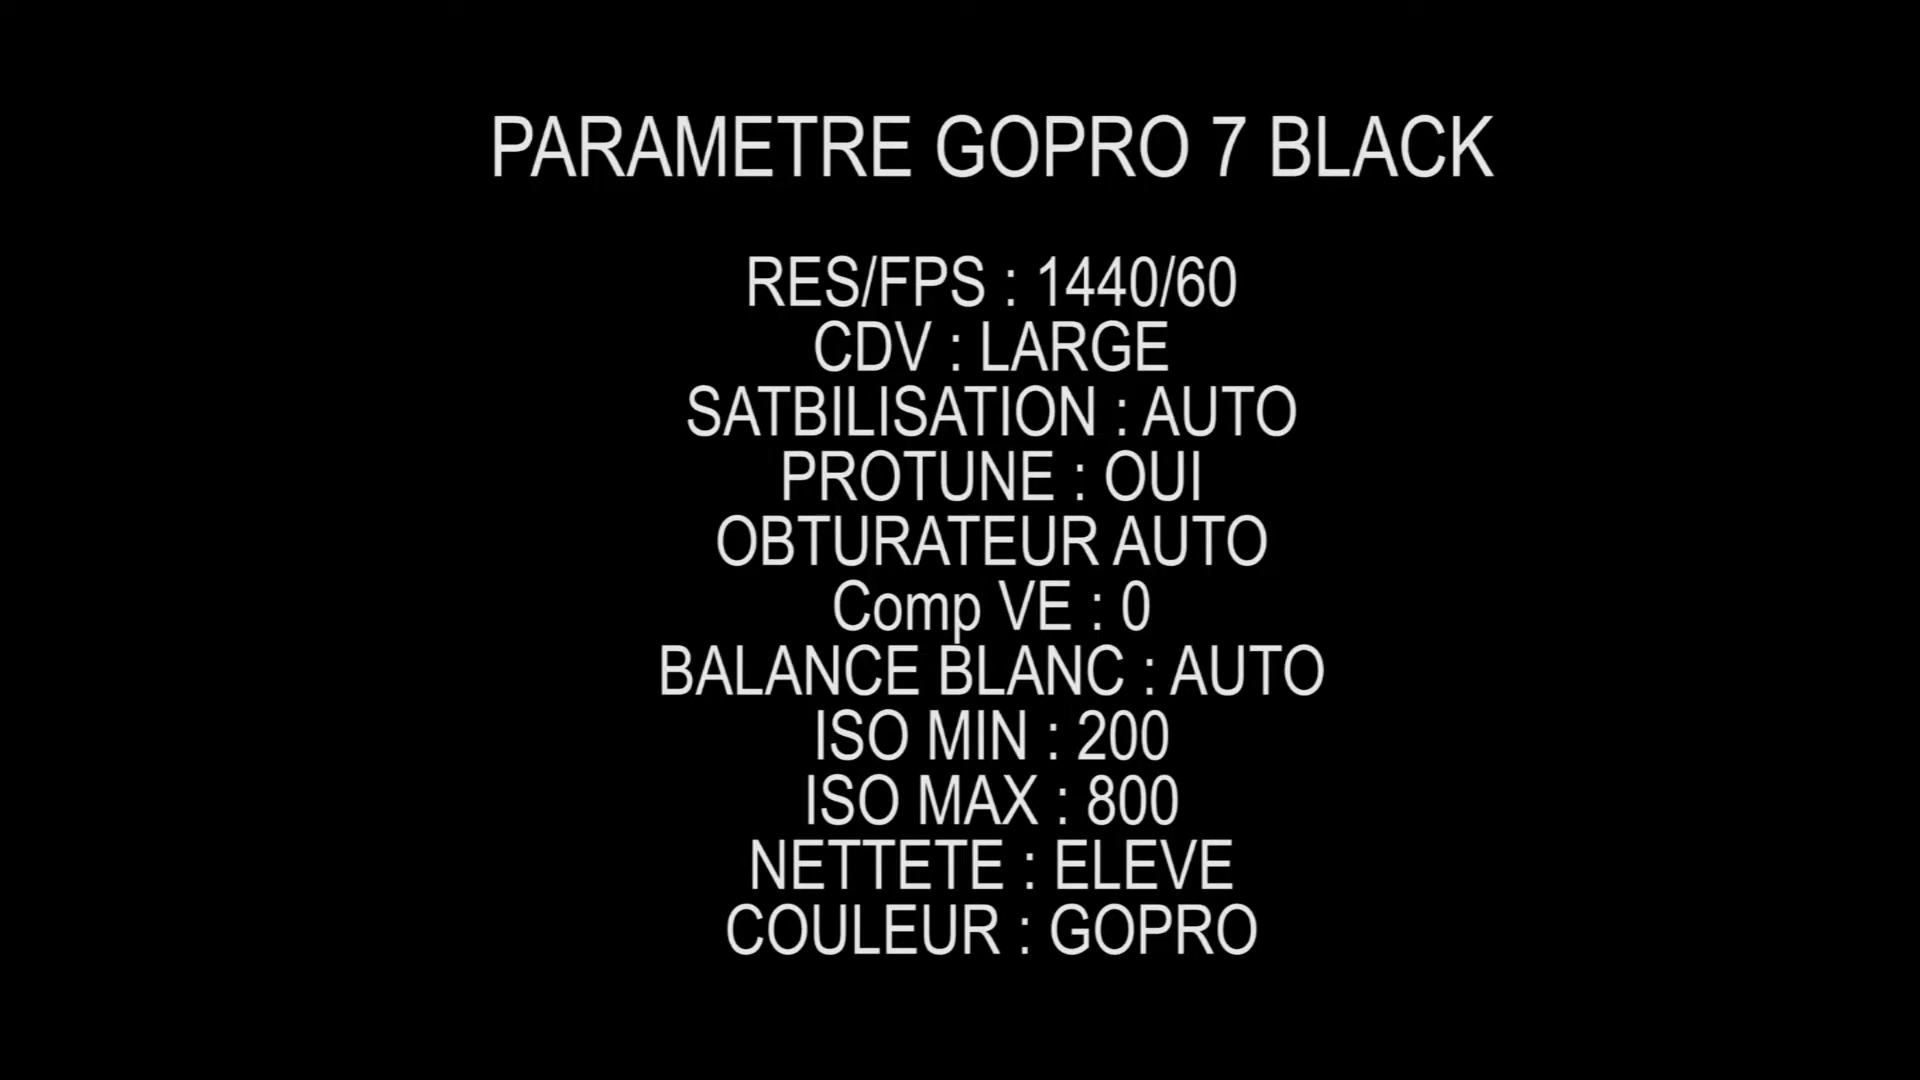 PARAMETRE GOPRO 7 BLACK
RES/FPS : 1440/60
CDV : LARGE
SATBILISATION : AUTO
PROTUNE : OUI
OBTURATEUR AUTO
Comp VE : 0
BALANCE BLANC : AUTO
ISO MIN : 200
ISO MAX : 800
NETTETE : ELEVE
COULEUR : GOPRO